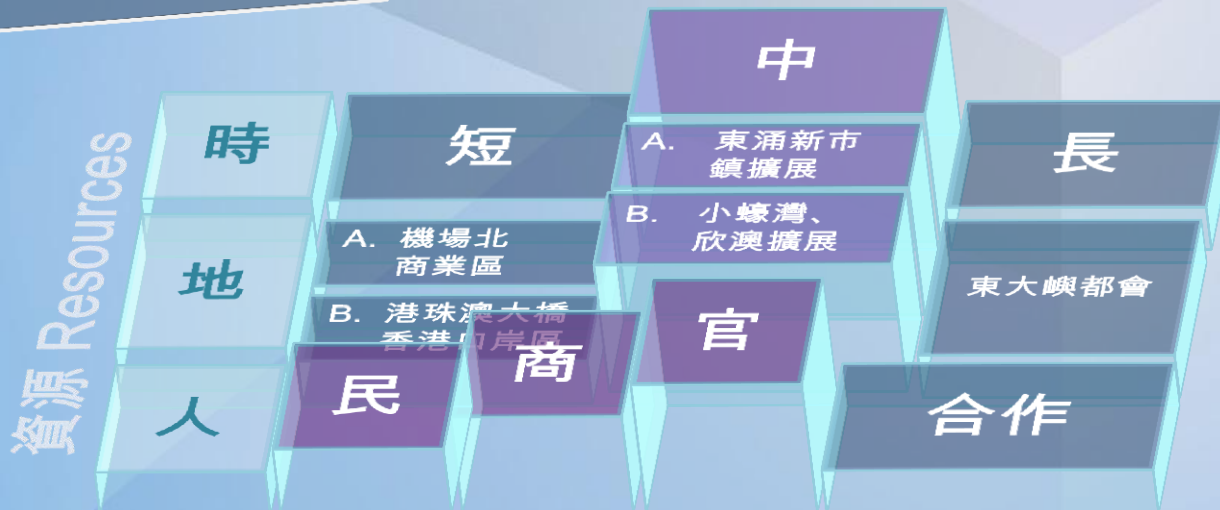 資源 Resources
時
短
中
長
地
A. 機場北
商業區
B. 港珠澳大橋
香港口岸區
A. 東涌新市
鎮擴展
B. 小蠔灣、
欣澳擴展
東大嶼都會
人
民
商
官
合作